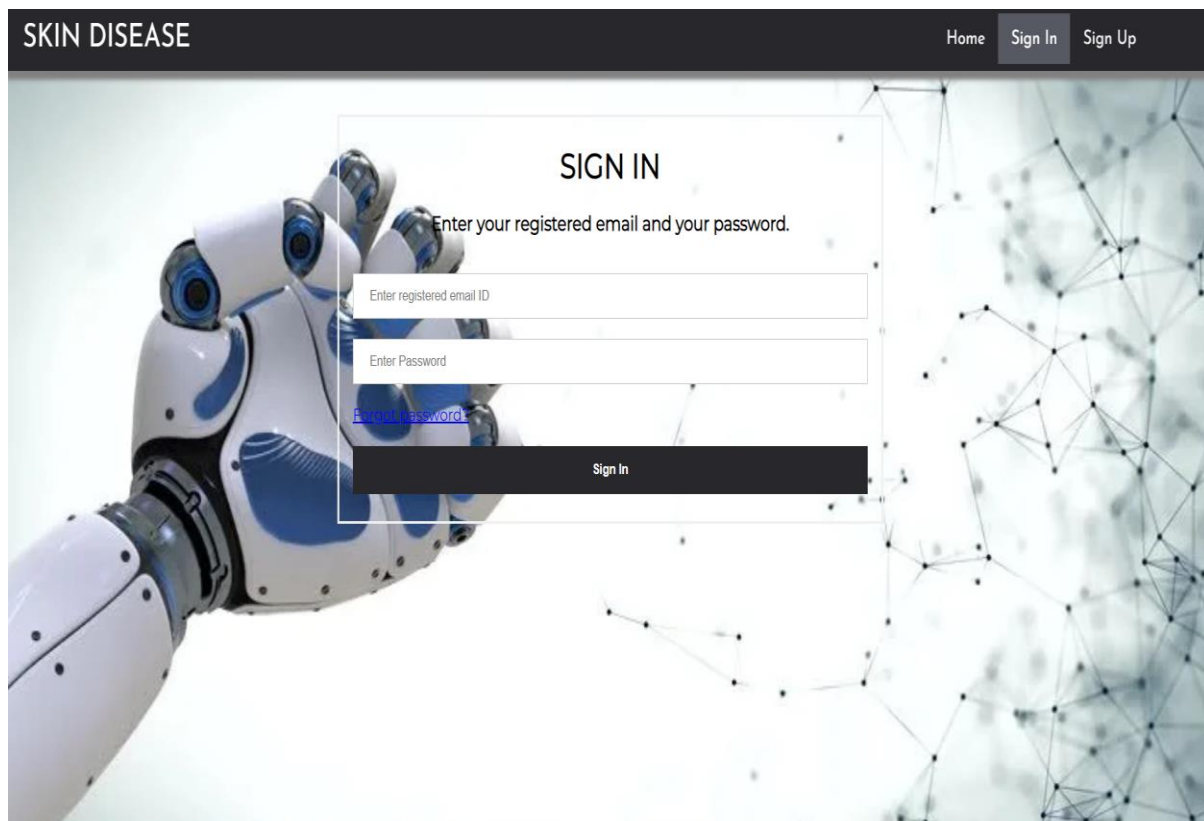 SKIN DISEASE
Home Sign In Sign Up
SIGN IN
Enter your registered email and your password.
Enter registered email ID
Enter Password
Forgot password?
Sign In